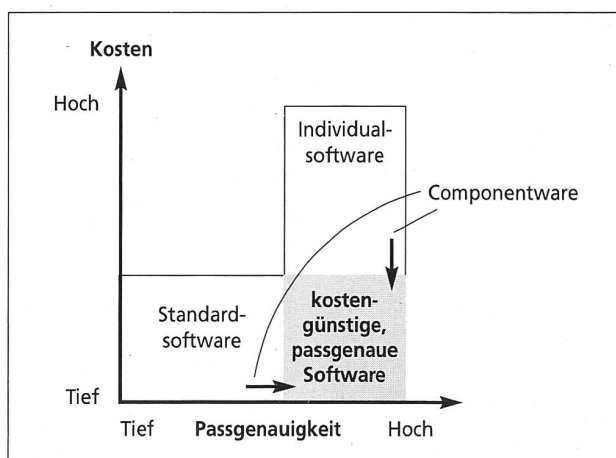 Kosten
Hoch
Individual-
software
Componentware
Standard-
software
kosten-
günstige,
passgenaue
Software
Tief
Tief
Passgenauigkeit
Hoch